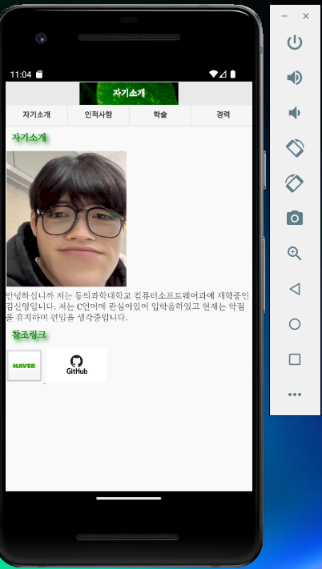 11:04
자기소개
자기소개 인적사항 학술 경력
자기소개
안녕하십니까 저는 동의과학대학교 컴퓨터소프트웨어과에 재학중인
김신영입니다. 저는 C언어에 관심이있어 입학을하였고 현재는 학점
을 유지하며 편입을 생각중입니다.
참조링크
NAVER
GitHub